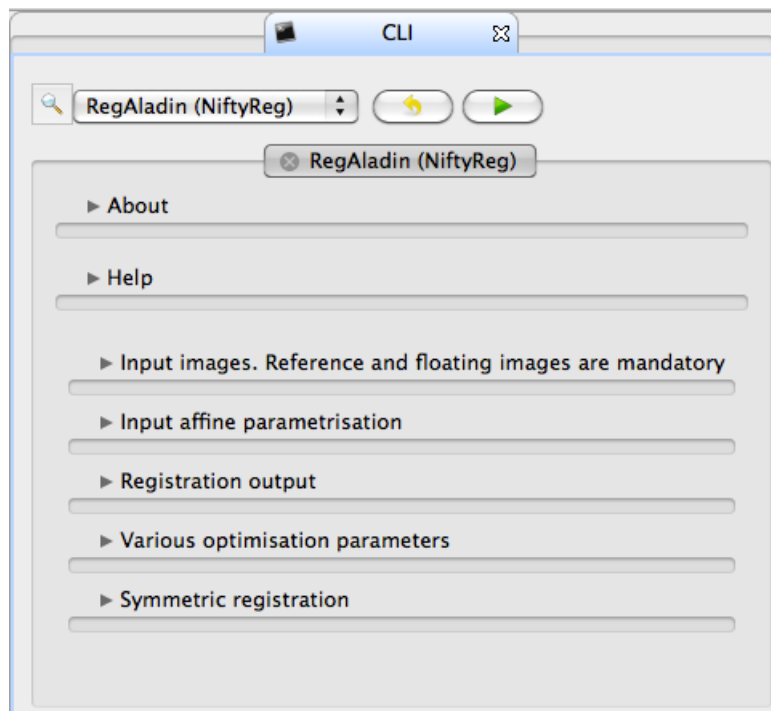 CLI
RegAladin (NiftyReg)
RegAladin (NiftyReg)
About
Help
Input images. Reference and floating images are mandatory
Input affine parametrisation
Registration output
Various optimisation parameters
Symmetric registration